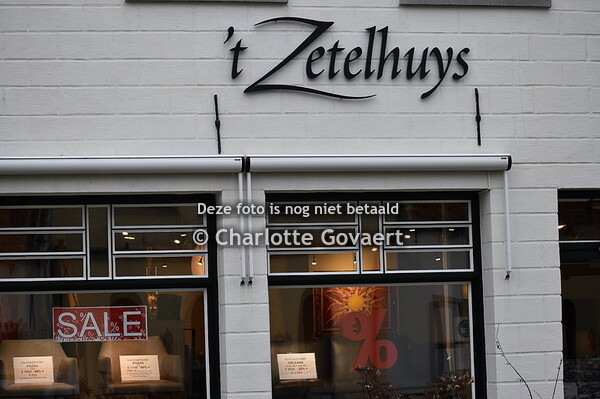 't Zetelhuys
Deze foto is nog niet betaald
© Charlotte Govaert
SALE
%